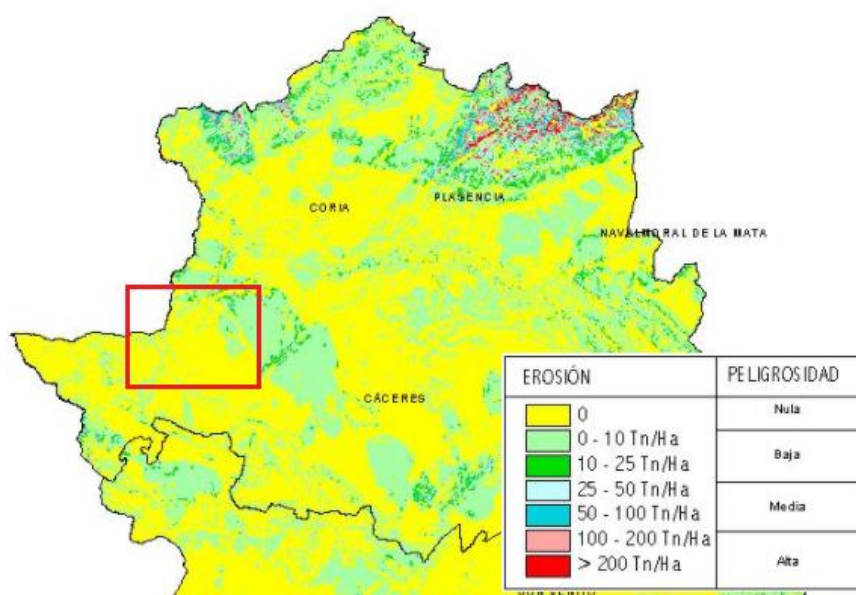 CORIA
PLASENCIA
NAVALMORAL DE LA MATA
CÁCERES
EROSIÓN
PELIGROSIDAD
0
Nula
0 - 10 Tn/Ha
Baja
10 - 25 Tn/Ha
25 - 50 Tn/Ha
Media
50 - 100 Tn/Ha
100 - 200 Tn/Ha
Alta
> 200 Tn/Ha